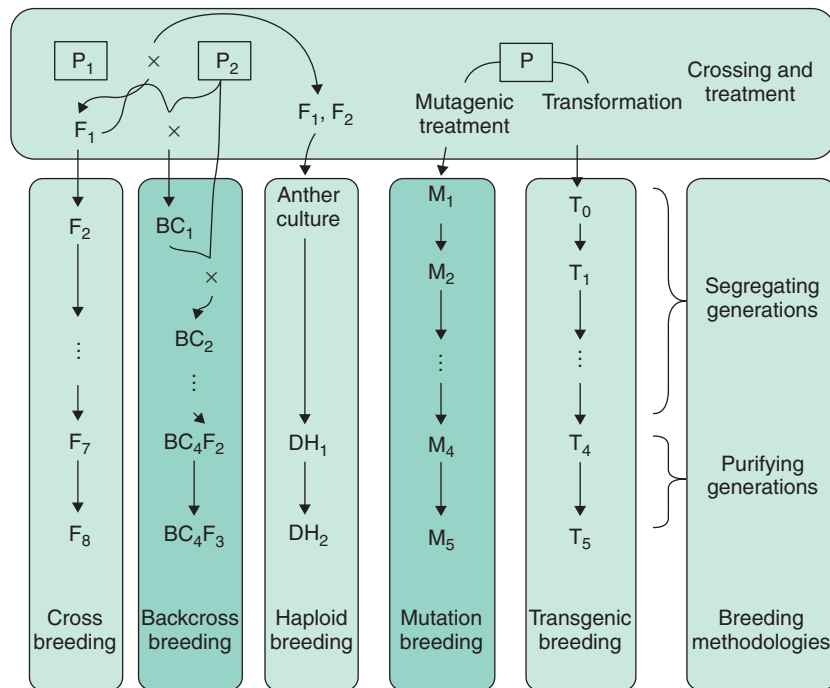 P₁
×
P₂
P
Crossing and
treatment
F₁
×
F₁, F₂
Mutagenic
treatment
Transformation
F₂
⋮
F₇
F₈
Cross
breeding
BC₁
×
BC₂
⋮
BC₄F₂
BC₄F₃
Backcross
breeding
Anther
culture
DH₁
DH₂
Haploid
breeding
M₁
M₂
⋮
M₄
M₅
Mutation
breeding
T₀
T₁
⋮
T₄
T₅
Transgenic
breeding
Segregating
generations
Purifying
generations
Breeding
methodologies